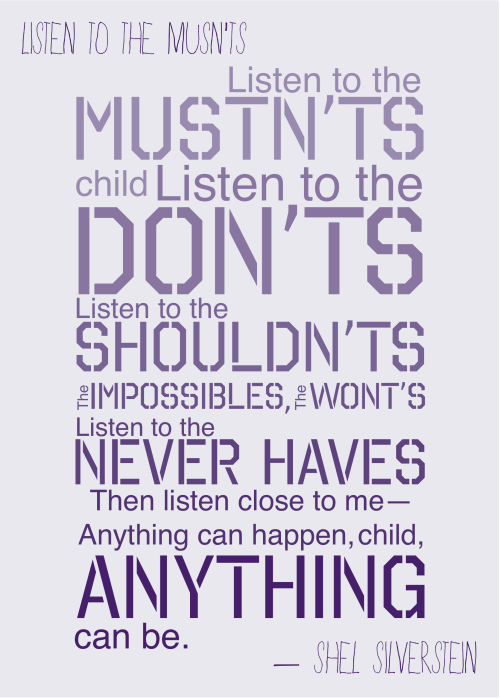 LISTEN TO THE MUSN'TS
Listen to the
MUSTN'TS
child Listen to the
DON'TS
Listen to the
SHOULDN'TS
The IMPOSSIBLES, The WONT'S
Listen to the
NEVER HAVES
Then listen close to me—
Anything can happen, child,
ANYTHING
can be.
— SHEL SILVERSTEIN